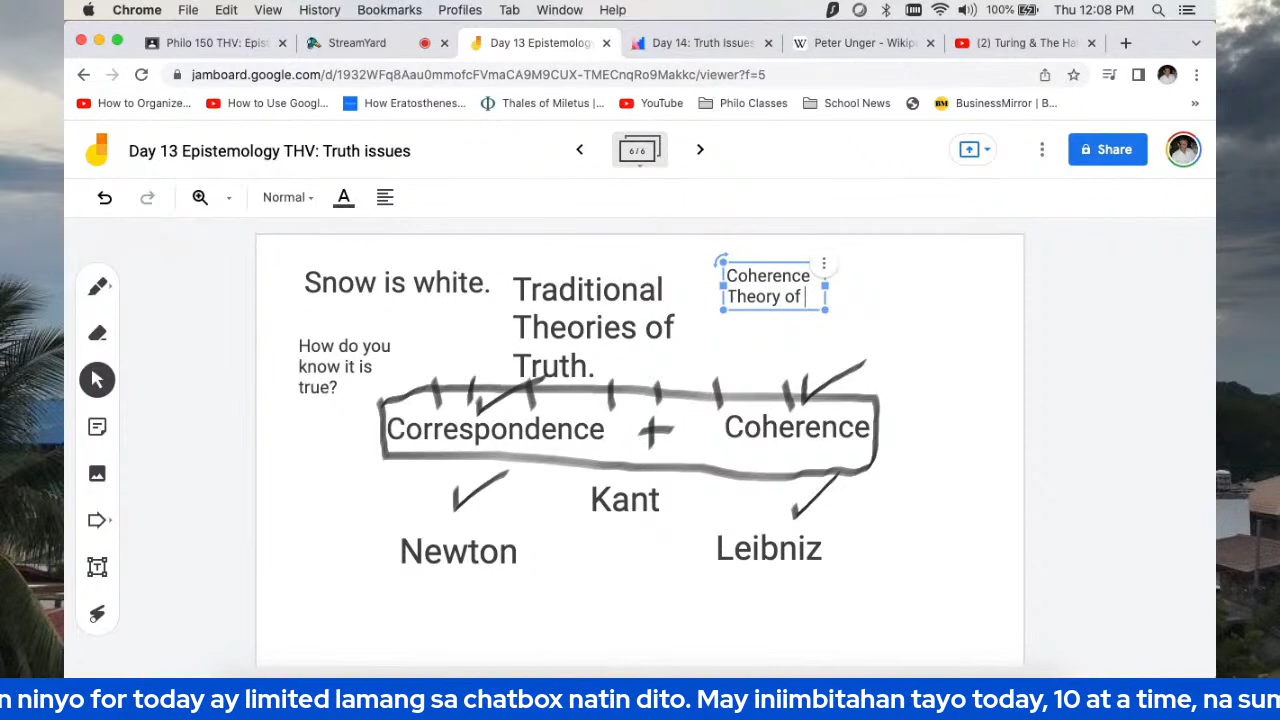 Chrome File Edit View History Bookmarks Profiles Tab Window Help 100% Thu 12:08 PM
Philo 150 THV: Epist StreamYard Day 13 Epistemology Day 14: Truth Issues Peter Unger - Wikip (2) Turing & The Ha
jamboard.google.com/d/1932WFq8Aau0mmofcFVmaCA9M9CUX-TMECnqRo9Makkc/viewer?f=5
How to Organize... How to Use Googl... How Eratosthenes... Thales of Miletus |... YouTube Philo Classes School News BM BusinessMirror | B... »
Day 13 Epistemology THV: Truth issues
6 / 6
Share
Normal
A
Snow is white.
Traditional
Theories of
Truth.
Coherence
Theory of
How do you
know it is
true?
Correspondence + Coherence
Kant
Newton
Leibniz
T
n ninyo for today ay limited lamang sa chatbox natin dito. May iniimbitahan tayo today, 10 at a time, na sum